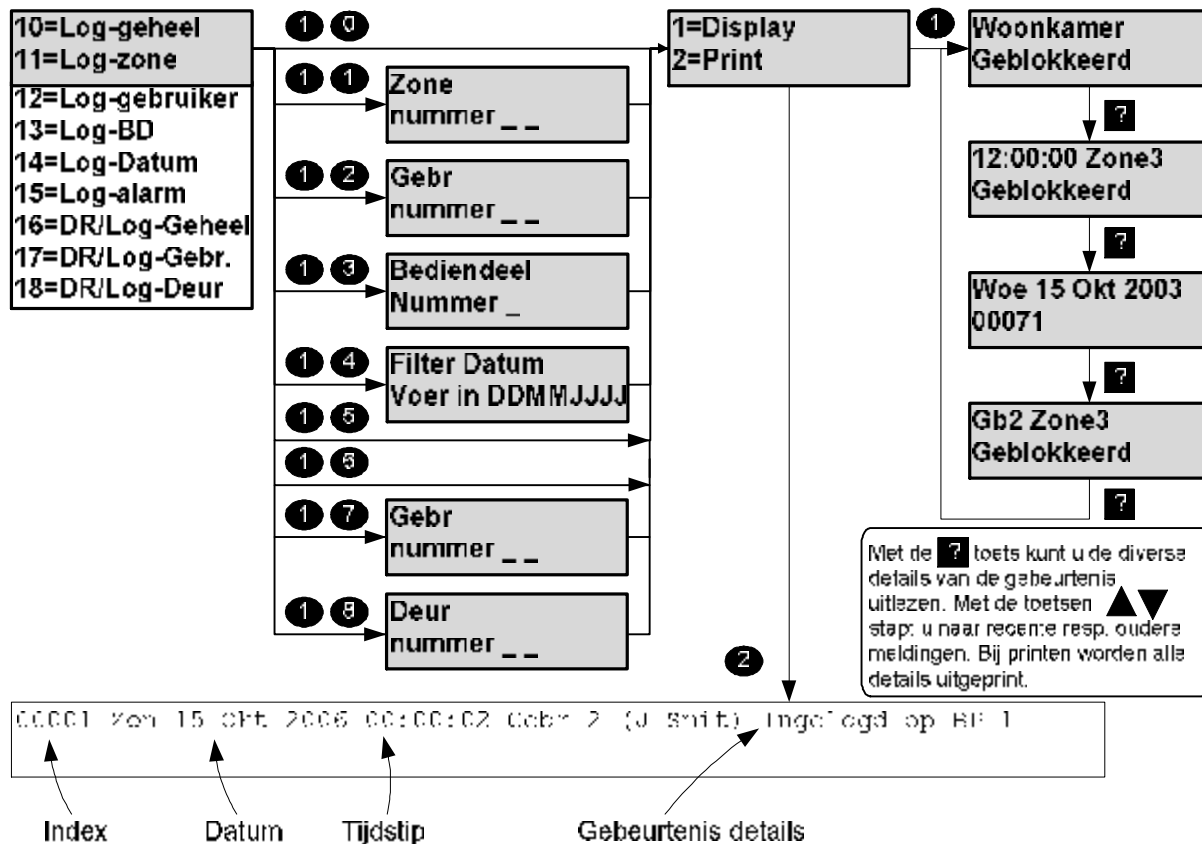 10=Log-geheel
11=Log-zone
12=Log-gebruiker
13=Log-BD
14=Log-Datum
15=Log-alarm
16=DR/Log-Geheel
17=DR/Log-Gebr.
18=DR/Log-Deur
1 0
1 1
Zone
nummer _ _
1 2
Gebr
nummer _ _
1 3
Bediendeel
Nummer _
1 4
Filter Datum
Voer in DDMMJJJJ
1 5
1 6
1 7
Gebr
nummer _ _
1 8
Deur
nummer _ _
1=Display
2=Print
1
Woonkamer
Geblokkeerd
?
12:00:00 Zone3
Geblokkeerd
?
Woe 15 Okt 2003
00071
?
Gb2 Zone3
Geblokkeerd
?
Met de ? toets kunt u de diverse
details van de gebeurtenis
uitlezen. Met de toetsen ▲▼
stapt u naar recente resp. oudere
meldingen. Bij printen worden alle
details uitgeprint.
2
00001 Zon 15 Okt 2006 00:00:02 Gebr 2 (J Smit) Ingelogd op 1
Index
Datum
Tijdstip
Gebeurtenis details